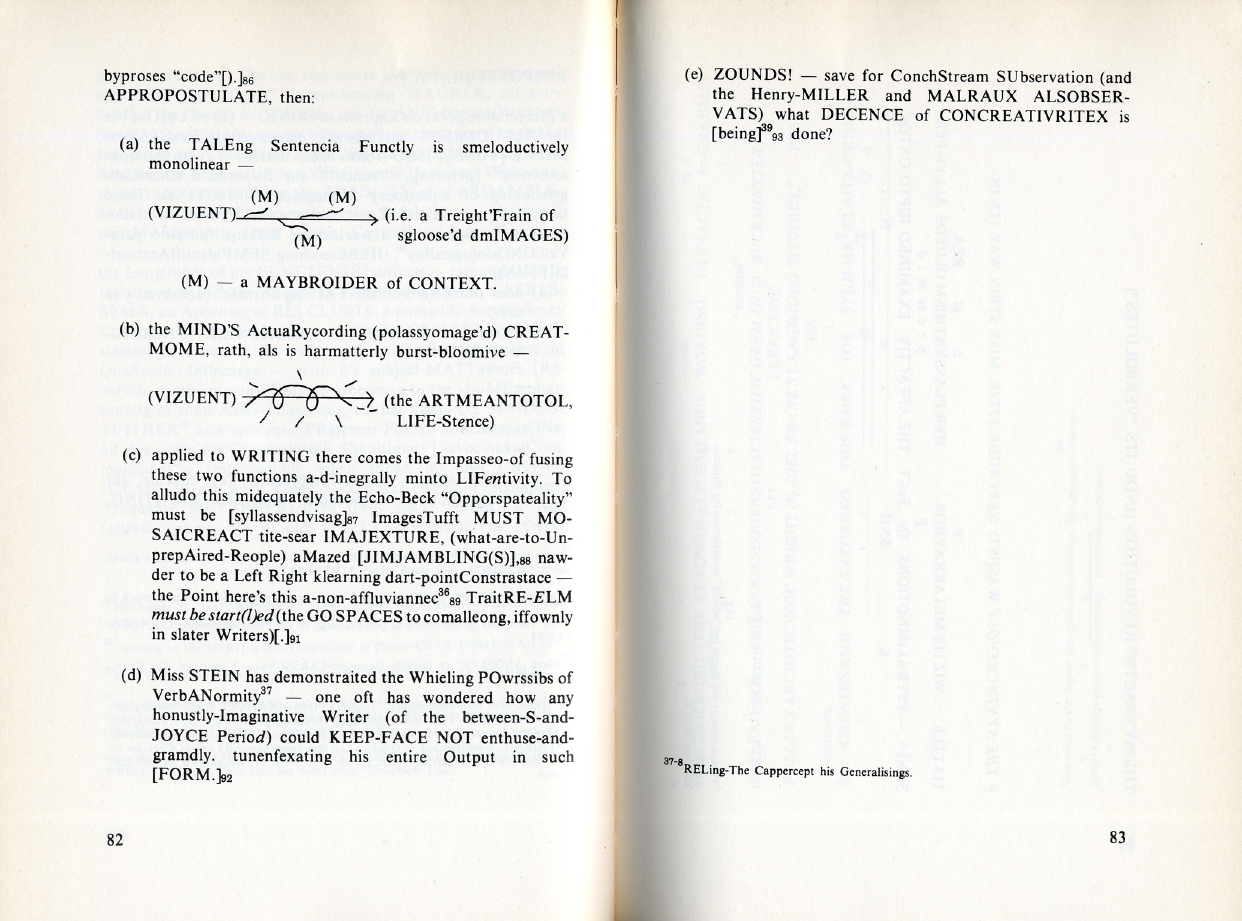 byproses “code”[).]86
APPROPOSTULATE, then:
(a) the TALEng Sentencia Functly is smeloductively
monolinear —
(M) (M)
(VIZUENT) (i.e. a Treight'Frain of
(M) sgloose'd dmIMAGES)
(M) — a MAYBROIDER of CONTEXT.
(b) the MIND'S ActuaRycording (polassyomage'd) CREAT-
MOME, rath, als is harmatterly burst-bloomive —
(VIZUENT) (the ARTMEANTOTOL,
LIFE-Stence)
(c) applied to WRITING there comes the Impasseo-of fusing
these two functions a-d-inegrally minto LIFentivity. To
alludo this midequately the Echo-Beck “Opporspateality”
must be [syllassendvisag]87 ImagesTufft MUST MO-
SAICREACT tite-sear IMAJEXTURE, (what-are-to-Un-
prepAired-Reople) aMazed [JIMJAMBLING(S)],88 naw-
der to be a Left Right klearning dart-pointConstrastace —
the Point here's this a-non-affluviannec36 89 TraitRE-ELM
must be start(l)ed (the GO SPACES to comalleong, iffownly
in slater Writers)[.]91
(d) Miss STEIN has demonstraited the Whieling POwrssibs of
VerbANormity37 — one oft has wondered how any
honustly-Imaginative Writer (of the between-S-and-
JOYCE Period) could KEEP-FACE NOT enthuse-and-
gramdly. tunenfexating his entire Output in such
[FORM.]92
82
(e) ZOUNDS! — save for ConchStream SUbservation (and
the Henry-MILLER and MALRAUX ALSOBSER-
VATS) what DECENCE of CONCREATIVRITEX is
[being]39 93 done?
37-8RELing-The Cappercept his Generalisings.
83